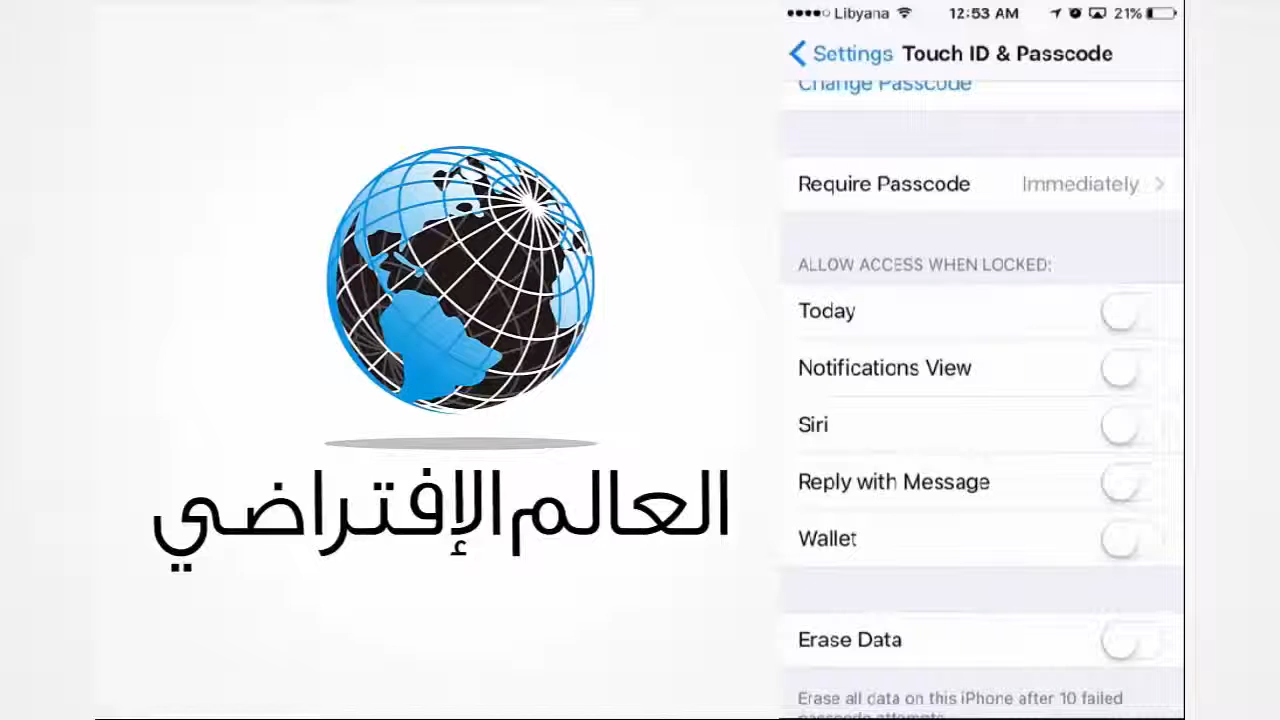 العالم الإفتراضي
Libyana 12:53 AM 21%
Settings Touch ID & Passcode
Change Passcode
Require Passcode Immediately
ALLOW ACCESS WHEN LOCKED:
Today
Notifications View
Siri
Reply with Message
Wallet
Erase Data
Erase all data on this iPhone after 10 failed
passcode attempts.